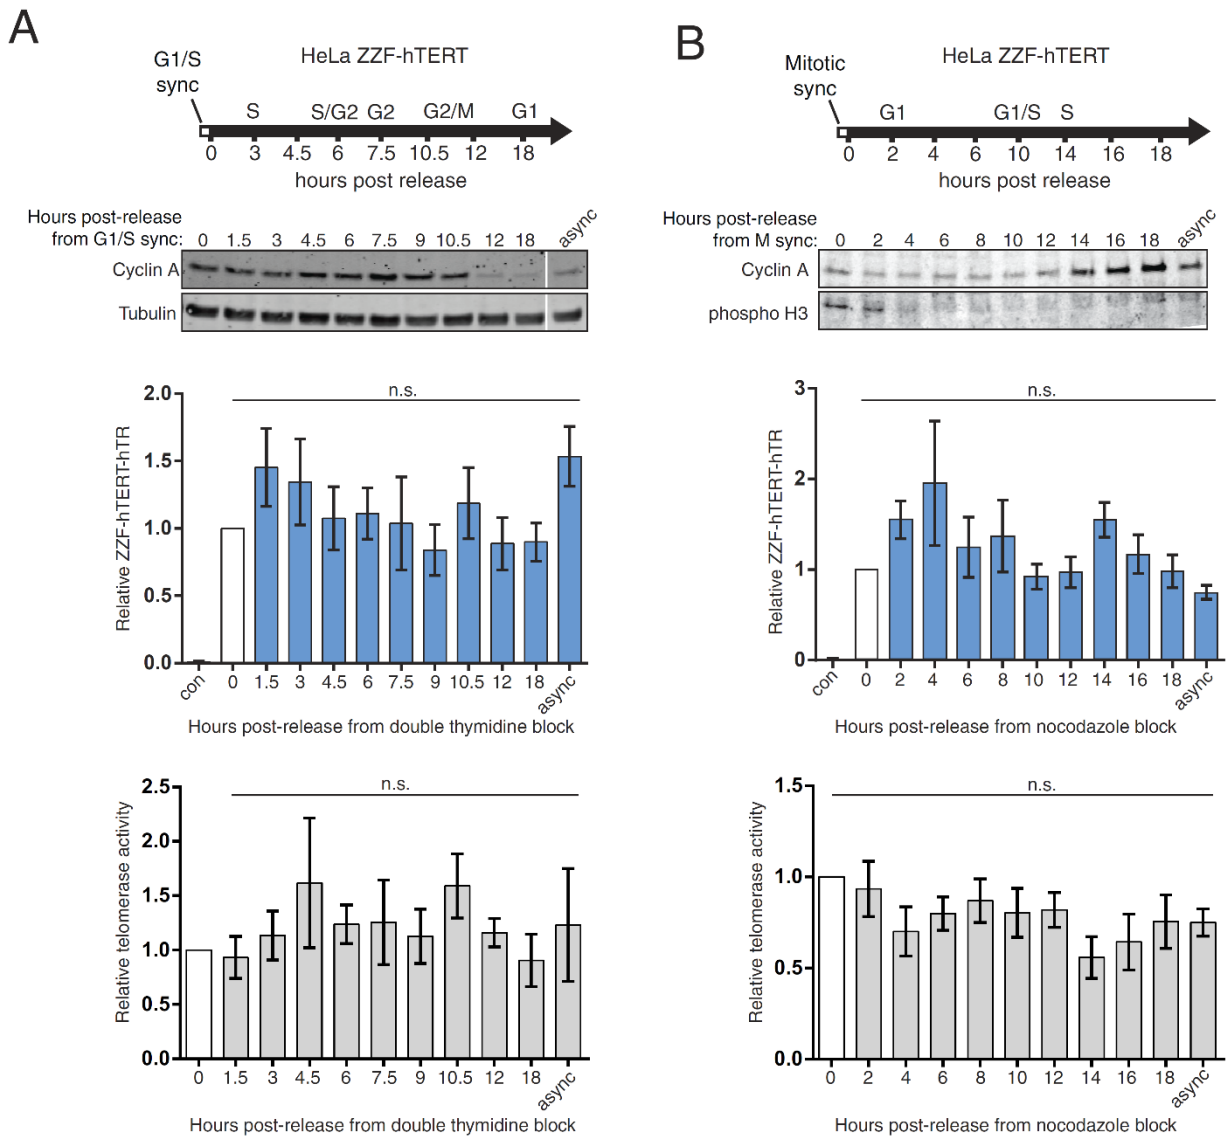 A
HeLa ZZF-hTERT
G1/S
sync
S S/G2 G2 G2/M G1
0 3 4.5 6 7.5 10.5 12 18
hours post release
Hours post-release
from G1/S sync: 0 1.5 3 4.5 6 7.5 9 10.5 12 18 async
Cyclin A
Tubulin
n.s.
Relative ZZF-hTERT-hTR
2.0
1.5
1.0
0.5
0.0
con 0 1.5 3 4.5 6 7.5 9 10.5 12 18 async
Hours post-release from double thymidine block
n.s.
Relative telomerase activity
2.5
2.0
1.5
1.0
0.5
0.0
0 1.5 3 4.5 6 7.5 9 10.5 12 18 async
Hours post-release from double thymidine block
B
HeLa ZZF-hTERT
Mitotic
sync
G1 G1/S S
0 2 4 6 10 14 16 18
hours post release
Hours post-release
from M sync: 0 2 4 6 8 10 12 14 16 18 async
Cyclin A
phospho H3
n.s.
Relative ZZF-hTERT-hTR
3
2
1
0
con 0 2 4 6 8 10 12 14 16 18 async
Hours post-release from nocodazole block
n.s.
Relative telomerase activity
1.5
1.0
0.5
0.0
0 2 4 6 8 10 12 14 16 18 async
Hours post-release from nocodazole block